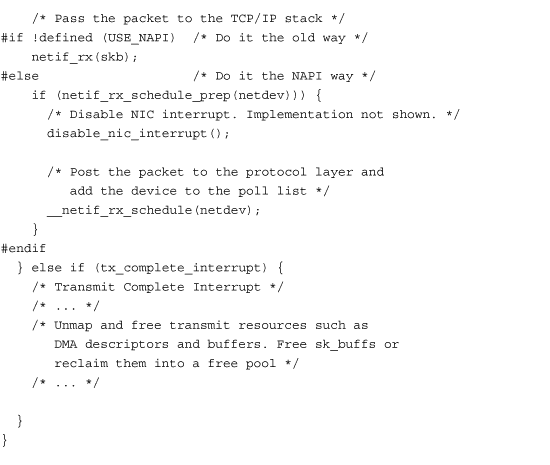 /* Pass the packet to the TCP/IP stack */
#if !defined (USE_NAPI)  /* Do it the old way */
    netif_rx(skb);
#else                    /* Do it the NAPI way */
    if (netif_rx_schedule_prep(netdev))) {
      /* Disable NIC interrupt. Implementation not shown. */
      disable_nic_interrupt();

      /* Post the packet to the protocol layer and
         add the device to the poll list */
      __netif_rx_schedule(netdev);
    }
#endif
  } else if (tx_complete_interrupt) {
    /* Transmit Complete Interrupt */
    /* ... */
    /* Unmap and free transmit resources such as
       DMA descriptors and buffers. Free sk_buffs or
       reclaim them into a free pool */
    /* ... */

  }
}